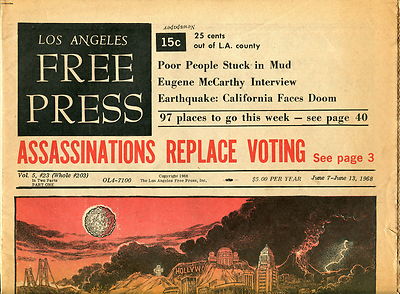 LOS ANGELES
FREE
PRESS
Newspaper
15c
25 cents
out of L.A. county
Poor People Stuck in Mud
Eugene McCarthy Interview
Earthquake: California Faces Doom
97 places to go this week — see page 40
ASSASSINATIONS REPLACE VOTING See page 3
Vol. 5, #23 (Whole #203)
In Two Parts
PART ONE
OL4-7100
Copyright 1968
The Los Angeles Free Press, Inc.
$5.00 PER YEAR
June 7-June 13, 1968
HOLLYW